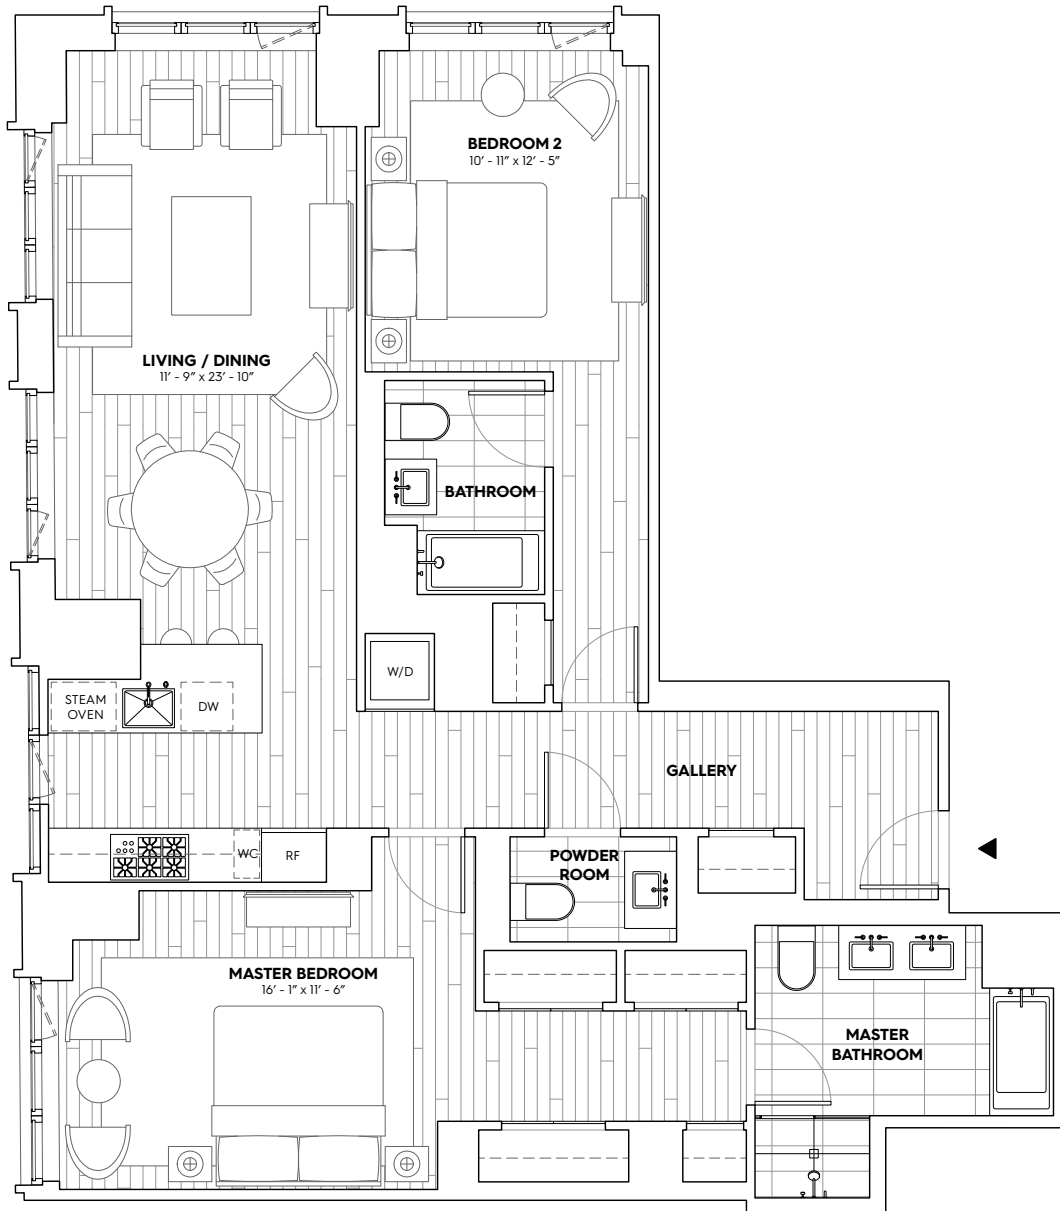 BEDROOM 2
10' - 11" x 12' - 5"
LIVING / DINING
11' - 9" x 23' - 10"
BATHROOM
W/D
STEAM
OVEN
DW
GALLERY
WC
RF
POWDER
ROOM
MASTER BEDROOM
16' - 1" x 11' - 6"
MASTER
BATHROOM